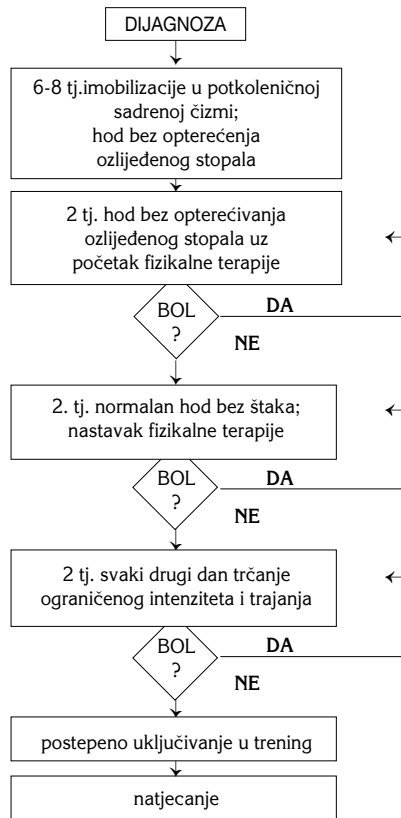 DIJAGNOZA
6-8 tj.imobilizacije u potkoleničnoj
sadrenoj čizmi;
hod bez opterećenja
ozlijeđenog stopala
2 tj. hod bez opterećivanja
ozlijeđenog stopala uz
početak fizikalne terapije
BOL
?
DA
NE
2. tj. normalan hod bez štaka;
nastavak fizikalne terapije
BOL
?
DA
NE
2 tj. svaki drugi dan trčanje
ograničenog intenziteta i trajanja
BOL
?
DA
NE
postepeno uključivanje u trening
natjecanje